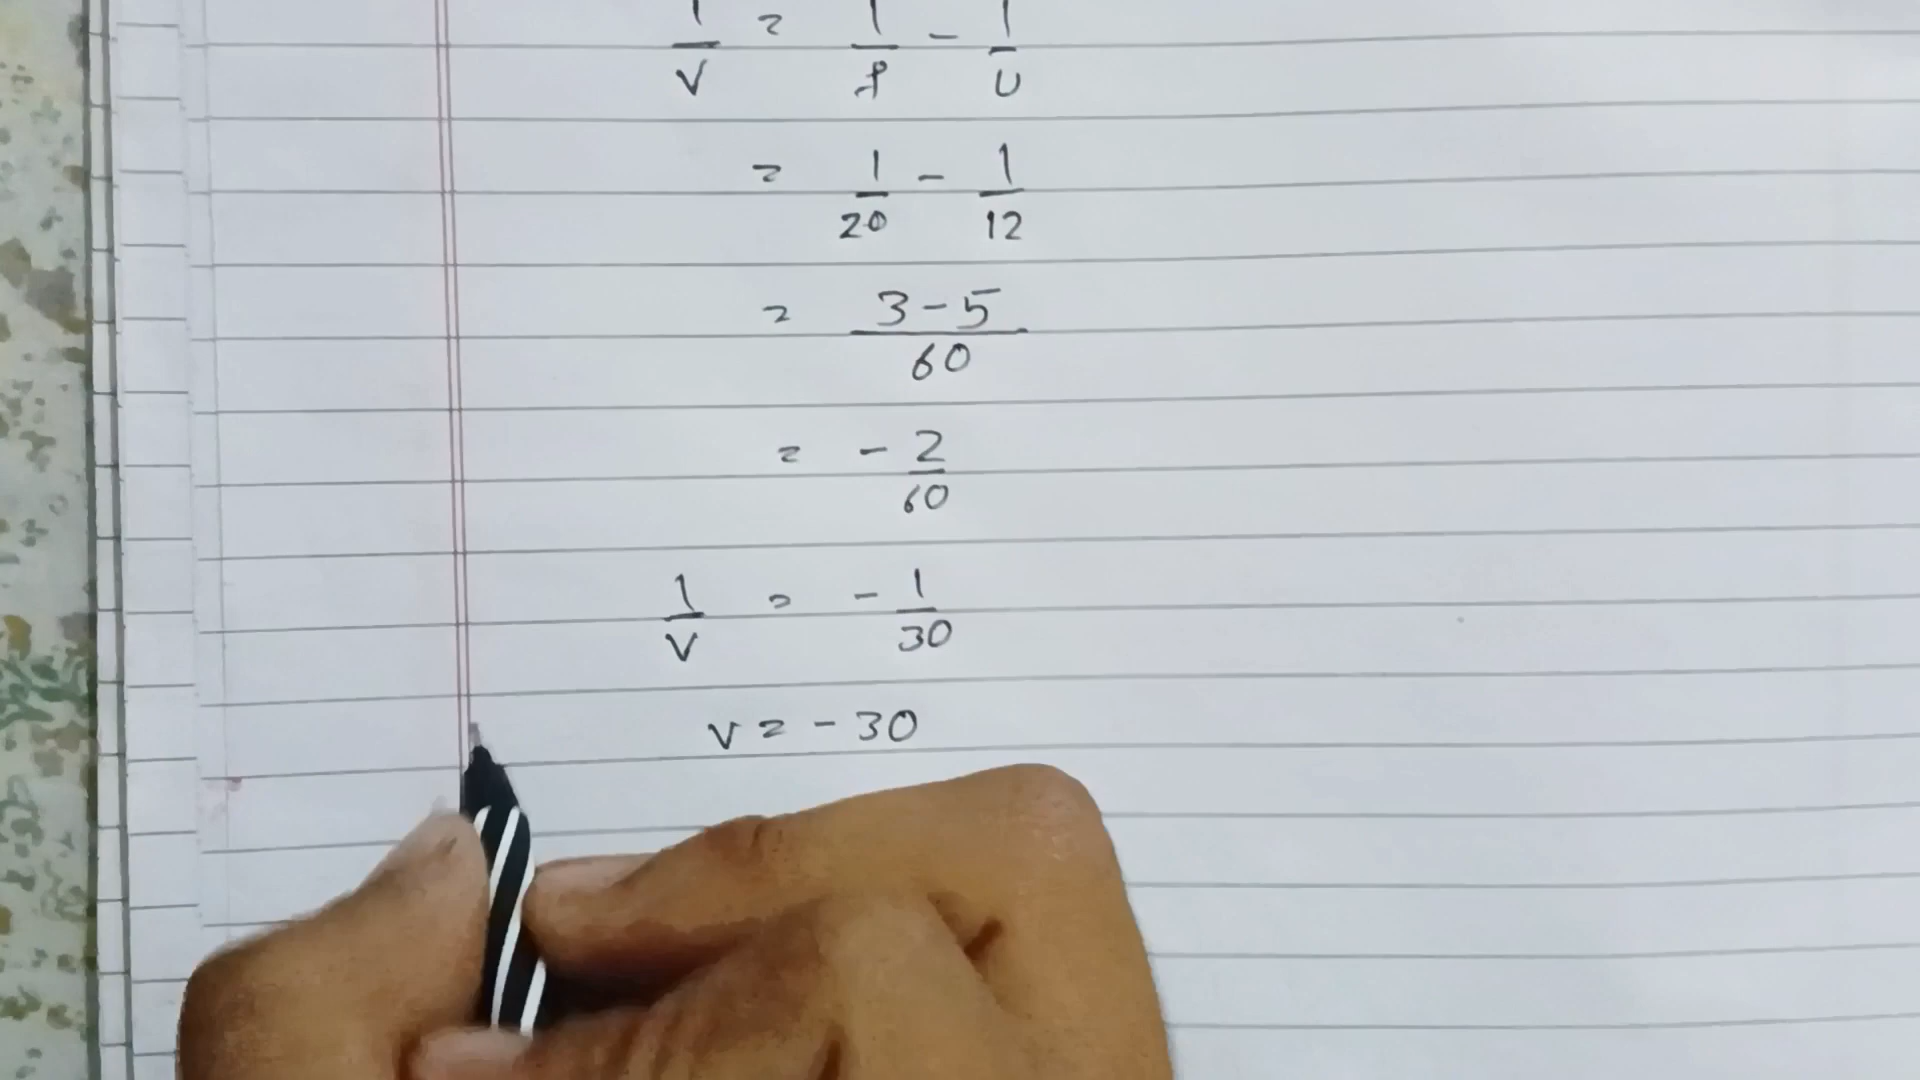 1/V = 1/f - 1/U
= 1/20 - 1/12
= 3-5/60
= - 2/60
1/V = - 1/30
V = - 30